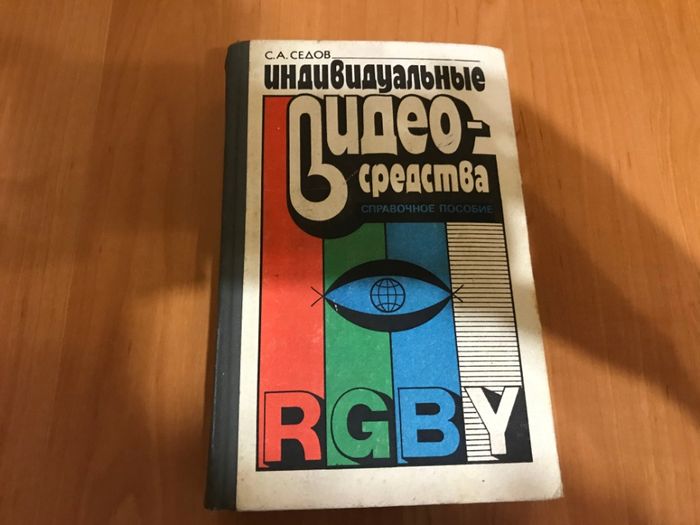 С.А.СЕДОВ
ИНДИВИДУАЛЬНЫЕ
ВИДЕО-
СРЕДСТВА
СПРАВОЧНОЕ ПОСОБИЕ
RGBY